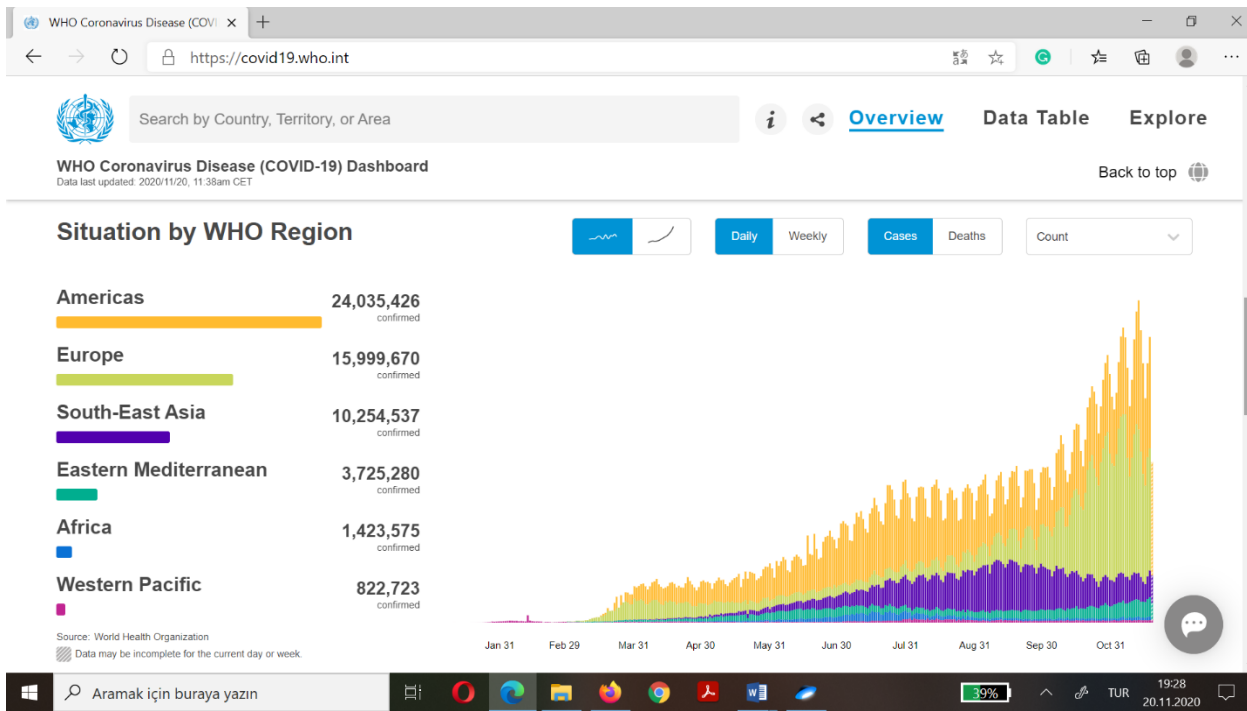 WHO Coronavirus Disease (COVI
https://covid19.who.int
Search by Country, Territory, or Area
i
Overview
Data Table
Explore
WHO Coronavirus Disease (COVID-19) Dashboard
Data last updated: 2020/11/20, 11:38am CET
Back to top
Situation by WHO Region
Daily
Weekly
Cases
Deaths
Count
Americas
24,035,426
confirmed
Europe
15,999,670
confirmed
South-East Asia
10,254,537
confirmed
Eastern Mediterranean
3,725,280
confirmed
Africa
1,423,575
confirmed
Western Pacific
822,723
confirmed
Source: World Health Organization
Data may be incomplete for the current day or week.
Jan 31 Feb 29 Mar 31 Apr 30 May 31 Jun 30 Jul 31 Aug 31 Sep 30 Oct 31
Aramak için buraya yazın
39%
TUR
19:28
20.11.2020